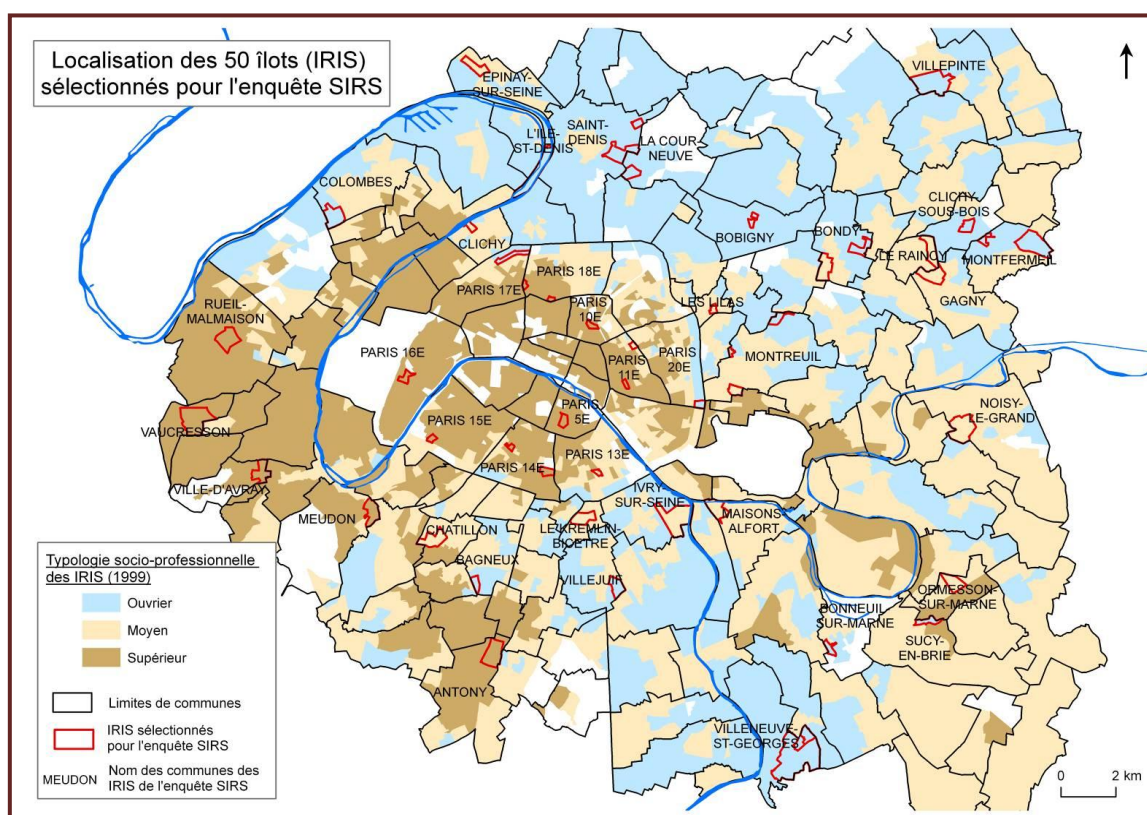 Localisation des 50 îlots (IRIS)
sélectionnés pour l'enquête SIRS
EPINAY-
SUR-SEINE
VILLEPINTE
L'ILE-
ST-DENIS
SAINT-
DENIS
LA COUR-
NEUVE
COLOMBES
CLICHY-
SOUS-BOIS
CLICHY
BOBIGNY
BONDY
LE RAINCY
MONTFERMEIL
PARIS 18E
PARIS 17E
GAGNY
RUEIL-
MALMAISON
PARIS
10E
LES LILAS
PARIS 16E
PARIS
11E
PARIS
20E
MONTREUIL
NOISY-
LE-GRAND
PARIS 15E
PARIS
5E
VAUCRESSON
PARIS 14E
PARIS 13E
VILLE-D'AVRAY
IVRY-
SUR-SEINE
MEUDON
CHATILLON
LE KREMLIN-
BICETRE
MAISONS-
ALFORT
BAGNEUX
VILLEJUIF
ORMESSON-
SUR-MARNE
BONNEUIL
SUR-MARNE
SUCY-
EN-BRIE
ANTONY
VILLENEUVE-
ST-GEORGES
Typologie socio-professionnelle
des IRIS (1999)
Ouvrier
Moyen
Supérieur
Limites de communes
IRIS sélectionnés
pour l'enquête SIRS
MEUDON
Nom des communes des
IRIS de l'enquête SIRS
0 2 km